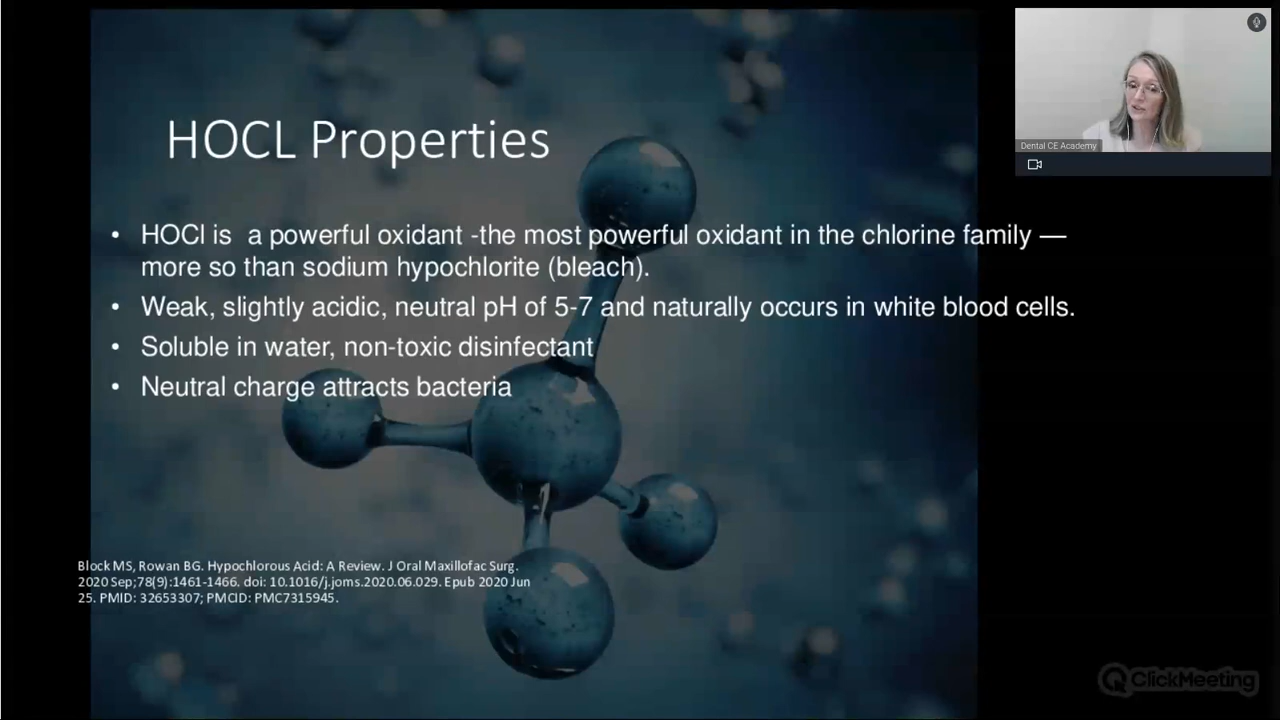 HOCL Properties
• HOCl is  a powerful oxidant -the most powerful oxidant in the chlorine family —
more so than sodium hypochlorite (bleach).
• Weak, slightly acidic, neutral pH of 5-7 and naturally occurs in white blood cells.
• Soluble in water, non-toxic disinfectant
• Neutral charge attracts bacteria
Block MS, Rowan BG. Hypochlorous Acid: A Review. J Oral Maxillofac Surg.
2020 Sep;78(9):1461-1466. doi: 10.1016/j.joms.2020.06.029. Epub 2020 Jun
25. PMID: 32653307; PMCID: PMC7315945.
Dental CE Academy
ClickMeeting